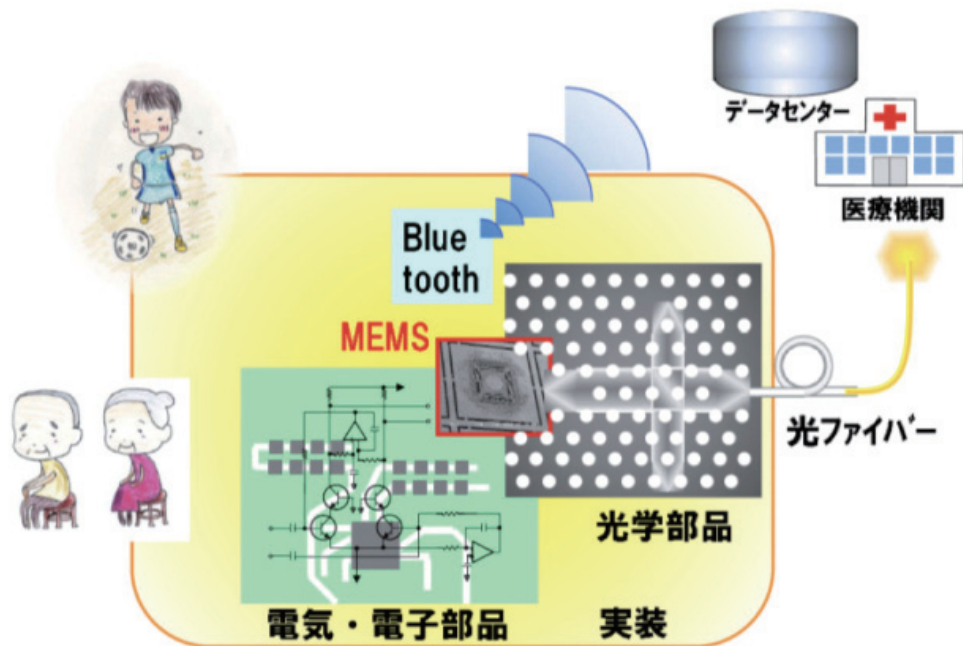 データセンター
医療機関
Blue
tooth
MEMS
光ファイバー
光学部品
電気・電子部品
実装